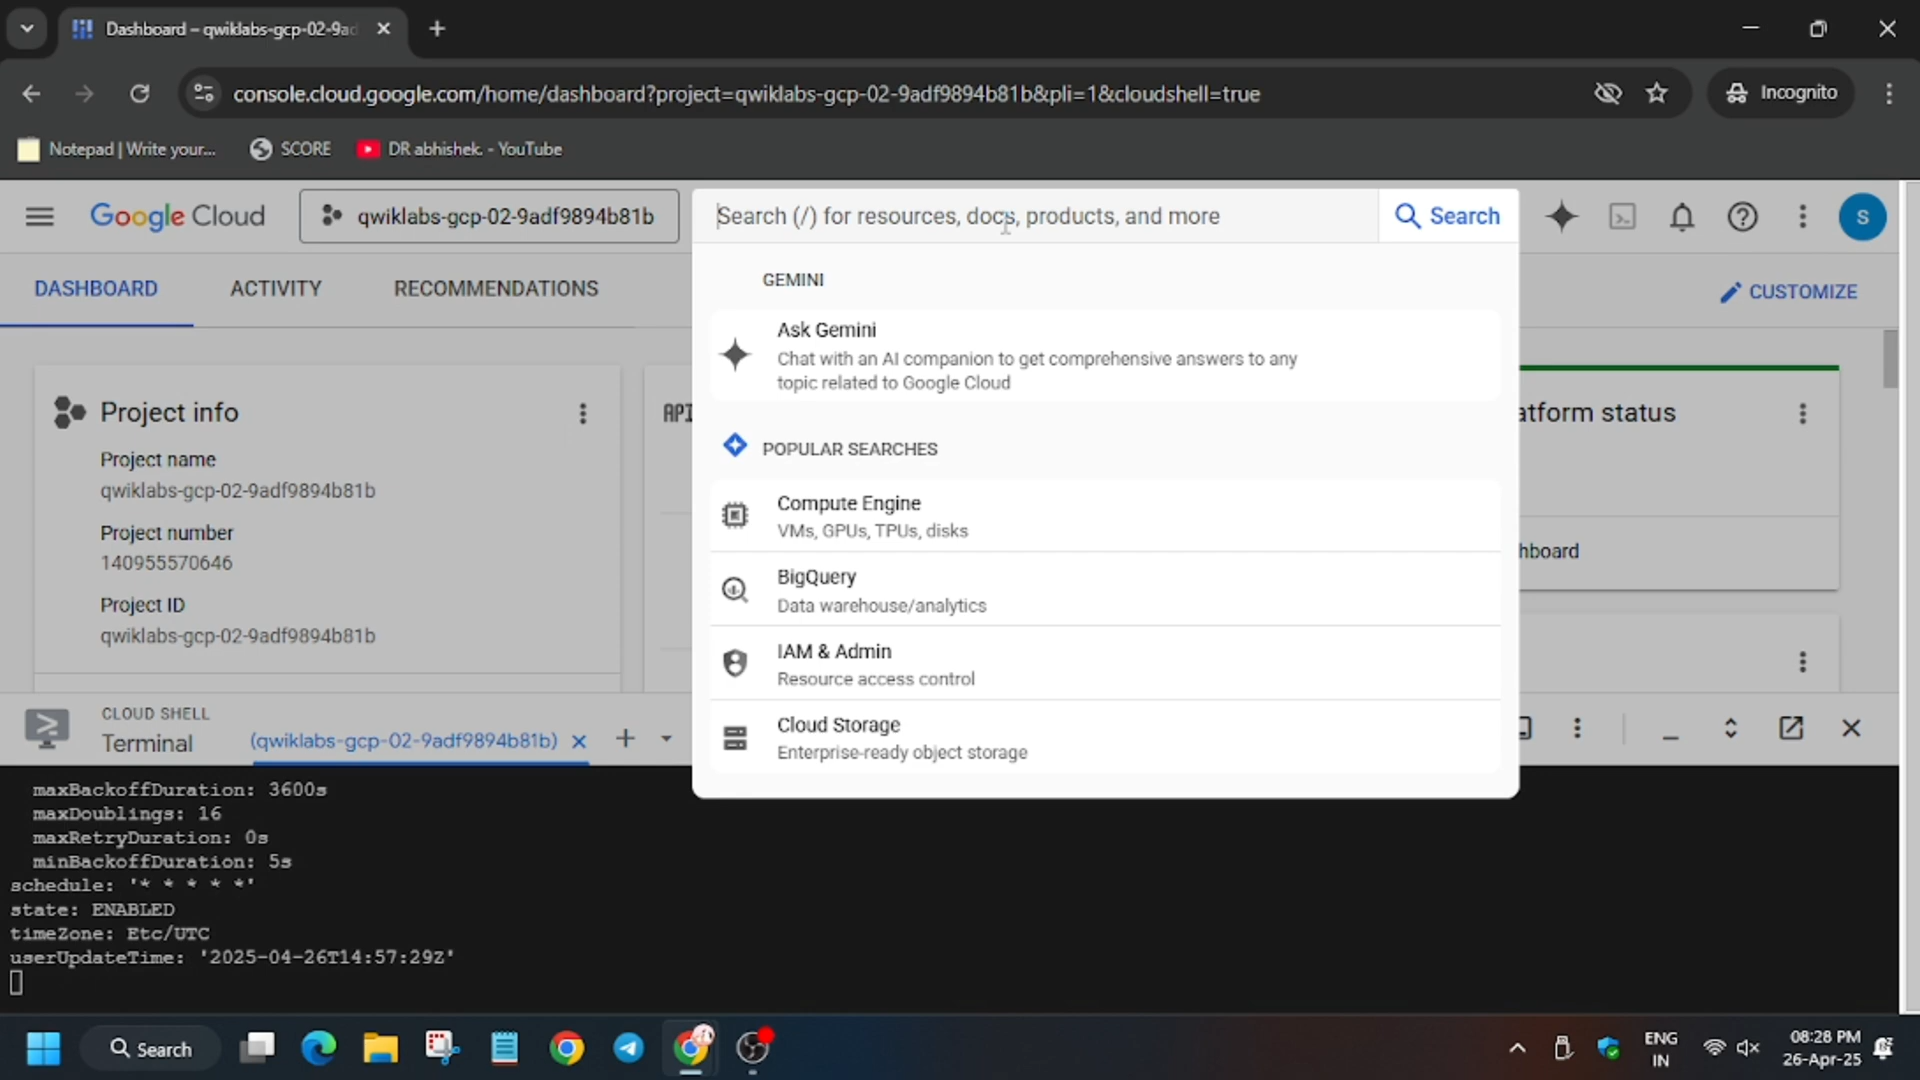 Dashboard – qwiklabs-gcp-02-9ad
console.cloud.google.com/home/dashboard?project=qwiklabs-gcp-02-9adf9894b81b&pli=1&cloudshell=true
Incognito
Notepad | Write your...
SCORE
DR abhishek. - YouTube
Google Cloud
qwiklabs-gcp-02-9adf9894b81b
Search (/) for resources, docs, products, and more
Search
S
DASHBOARD
ACTIVITY
RECOMMENDATIONS
CUSTOMIZE
GEMINI
Ask Gemini
Chat with an AI companion to get comprehensive answers to any
topic related to Google Cloud
POPULAR SEARCHES
Compute Engine
VMs, GPUs, TPUs, disks
BigQuery
Data warehouse/analytics
IAM & Admin
Resource access control
Cloud Storage
Enterprise-ready object storage
Project info
Project name
qwiklabs-gcp-02-9adf9894b81b
Project number
140955570646
Project ID
qwiklabs-gcp-02-9adf9894b81b
API
atform status
hboard
CLOUD SHELL
Terminal
(qwiklabs-gcp-02-9adf9894b81b)
maxBackoffDuration: 3600s
maxDoublings: 16
maxRetryDuration: 0s
minBackoffDuration: 5s
schedule: '* * * * *'
state: ENABLED
timeZone: Etc/UTC
userUpdateTime: '2025-04-26T14:57:29Z'
Search
ENG
IN
08:28 PM
26-Apr-25